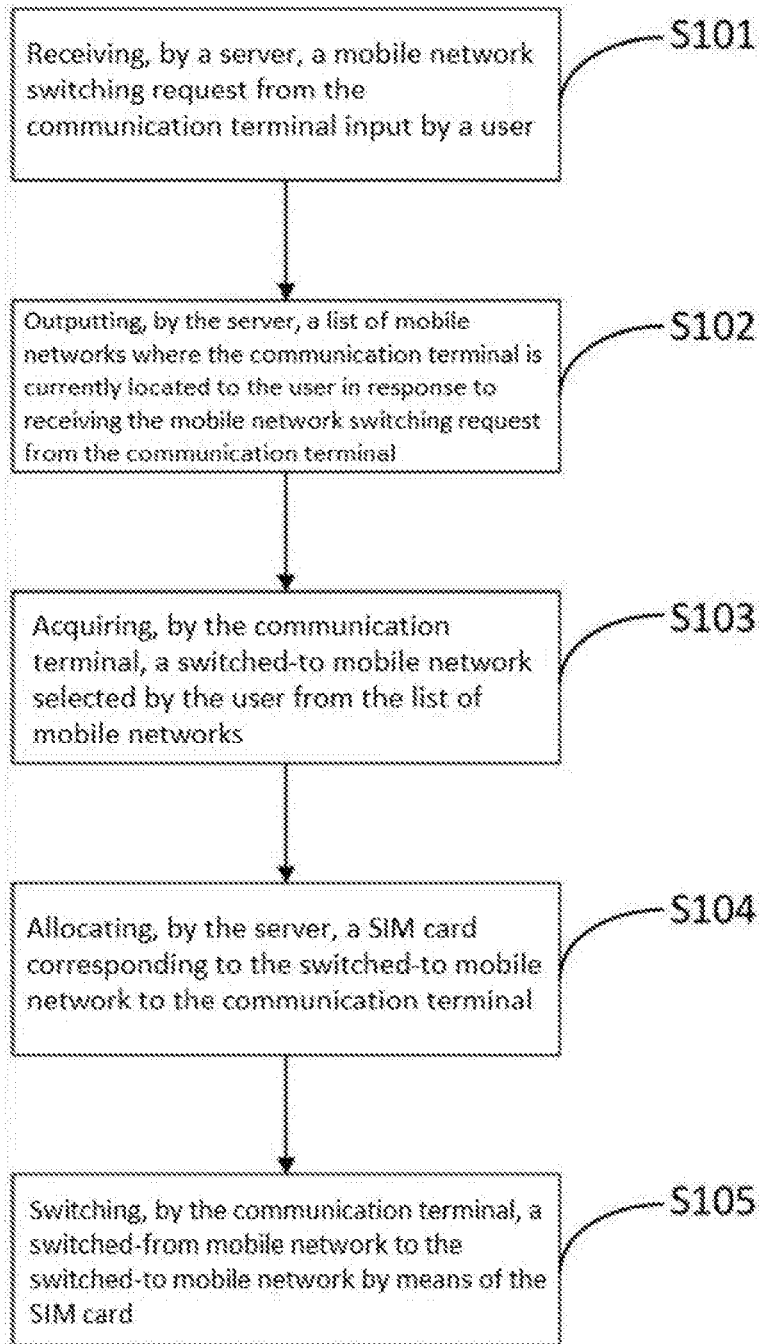 Receiving, by a server, a mobile network
switching request from the
communication terminal input by a user
S101
Outputting, by the server, a list of mobile
networks where the communication terminal is
currently located to the user in response to
receiving the mobile network switching request
from the communication terminal
S102
Acquiring, by the communication
terminal, a switched-to mobile network
selected by the user from the list of
mobile networks
S103
Allocating, by the server, a SIM card
corresponding to the switched-to mobile
network to the communication terminal
S104
Switching, by the communication terminal, a
switched-from mobile network to the
switched-to mobile network by means of the
SIM card
S105